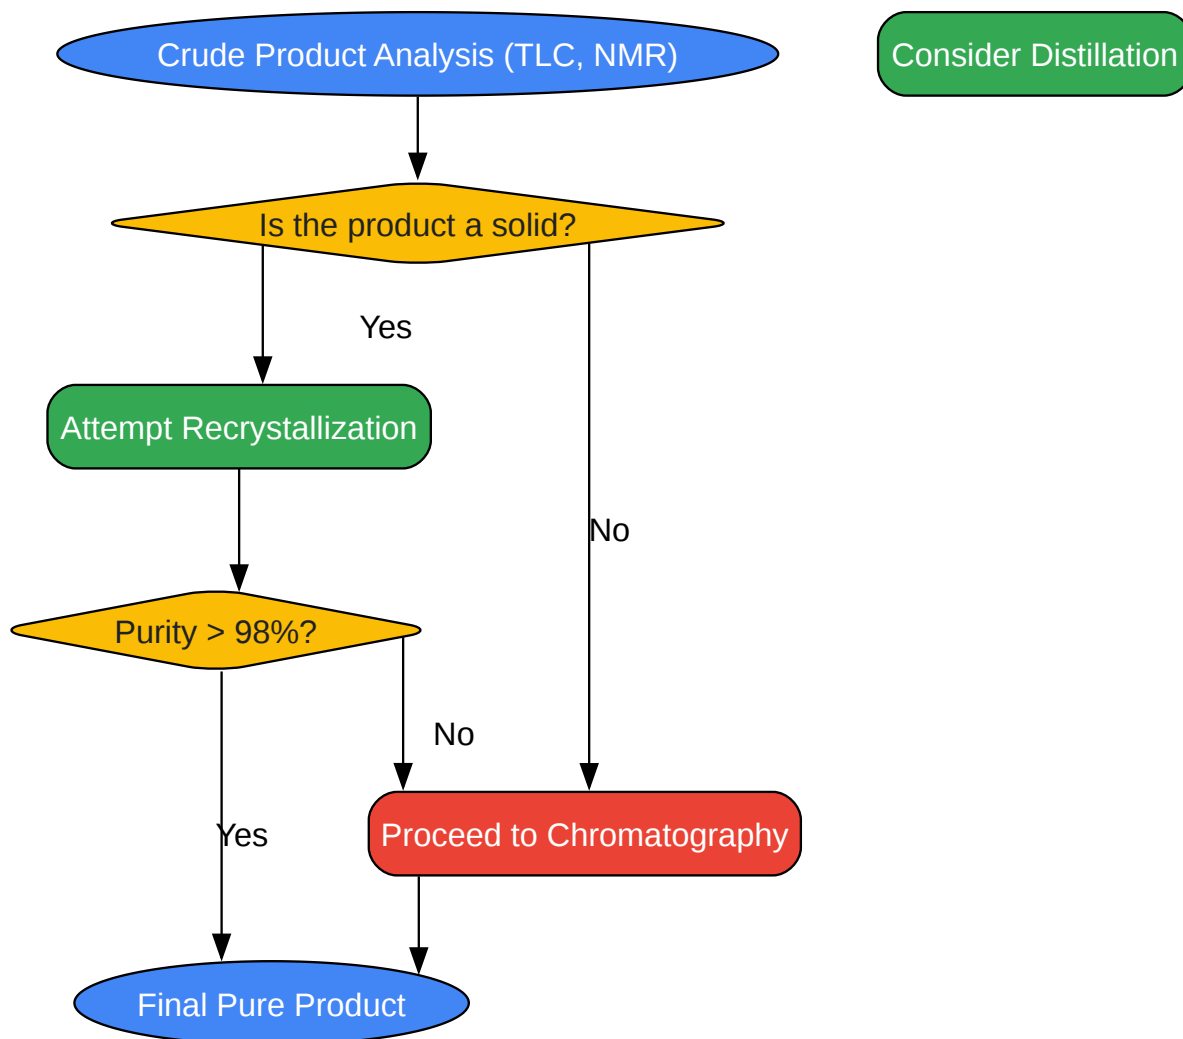 Crude Product Analysis (TLC, NMR)
Consider Distillation
Is the product a solid?
Yes
Attempt Recrystallization
No
Purity > 98%?
No
Yes
Proceed to Chromatography
Final Pure Product